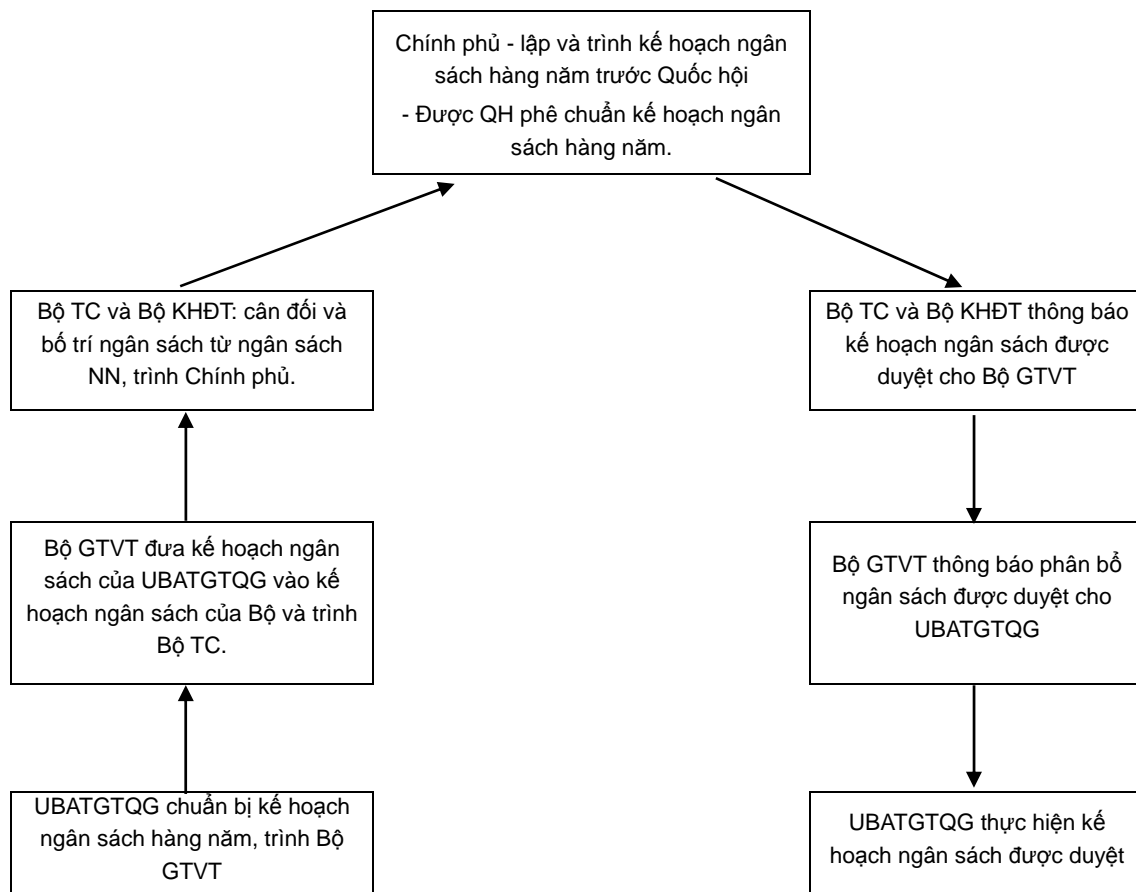 Chính phủ - lập và trình kế hoạch ngân
sách hàng năm trước Quốc hội
- Được QH phê chuẩn kế hoạch ngân
sách hàng năm.
Bộ TC và Bộ KHĐT: cân đối và
bố trí ngân sách từ ngân sách
NN, trình Chính phủ.
Bộ TC và Bộ KHĐT thông báo
kế hoạch ngân sách được
duyệt cho Bộ GTVT
Bộ GTVT đưa kế hoạch ngân
sách của UBATGTQG vào kế
hoạch ngân sách của Bộ và trình
Bộ TC.
Bộ GTVT thông báo phân bổ
ngân sách được duyệt cho
UBATGTQG
UBATGTQG chuẩn bị kế hoạch
ngân sách hàng năm, trình Bộ
GTVT
UBATGTQG thực hiện kế
hoạch ngân sách được duyệt